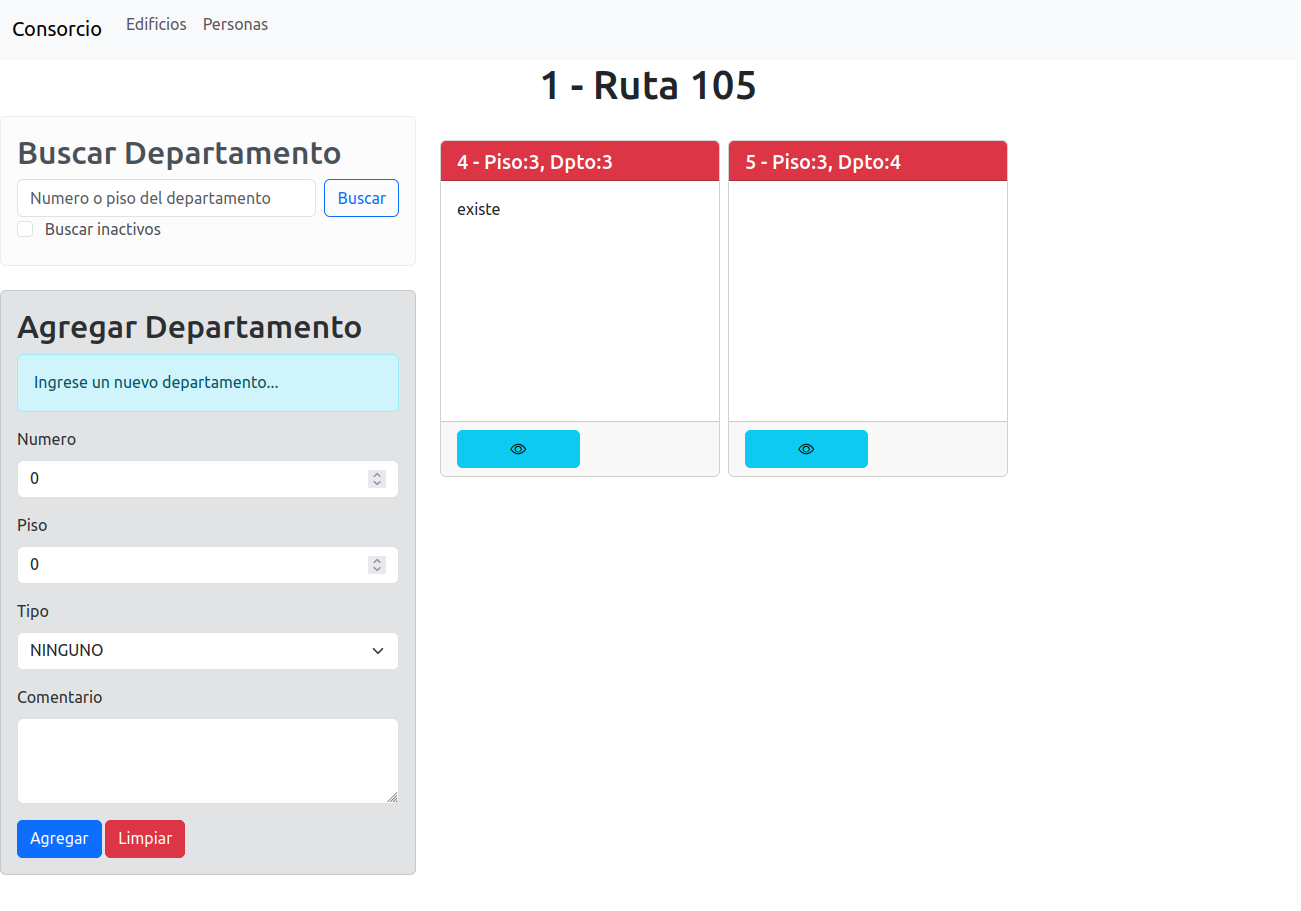 Consorcio Edificios Personas
1 - Ruta 105
Buscar Departamento
Numero o piso del departamento Buscar
Buscar inactivos
Agregar Departamento
Ingrese un nuevo departamento...
Numero
0
Piso
0
Tipo
NINGUNO
Comentario
Agregar Limpiar
4 - Piso:3, Dpto:3
existe
5 - Piso:3, Dpto:4